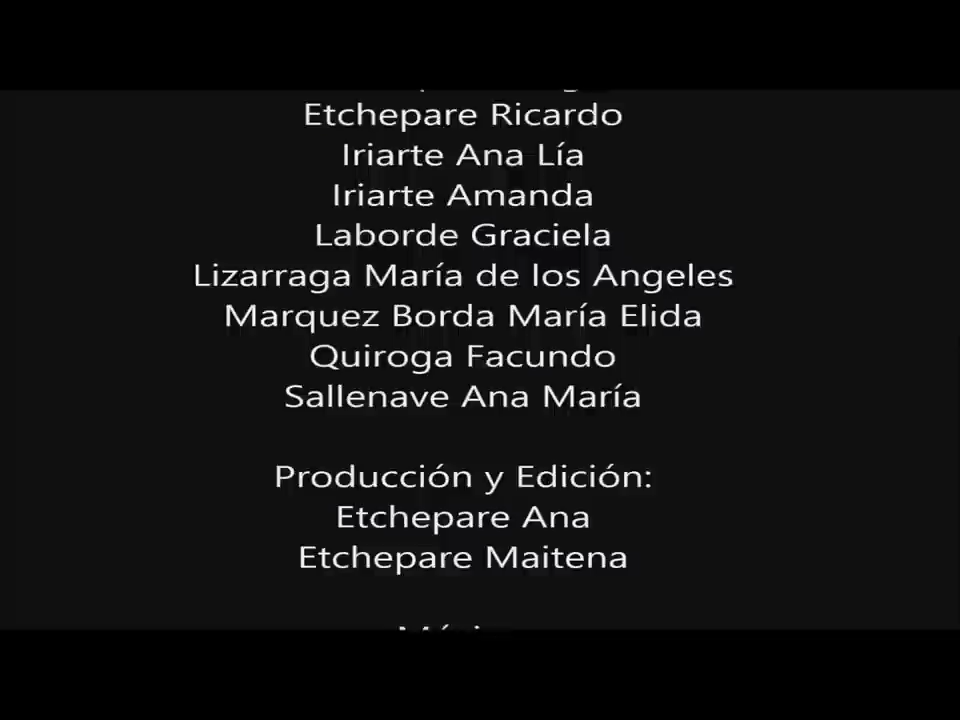 Etchepare Ricardo
Iriarte Ana Lía
Iriarte Amanda
Laborde Graciela
Lizarraga María de los Angeles
Marquez Borda María Elida
Quiroga Facundo
Sallenave Ana María
Producción y Edición:
Etchepare Ana
Etchepare Maitena